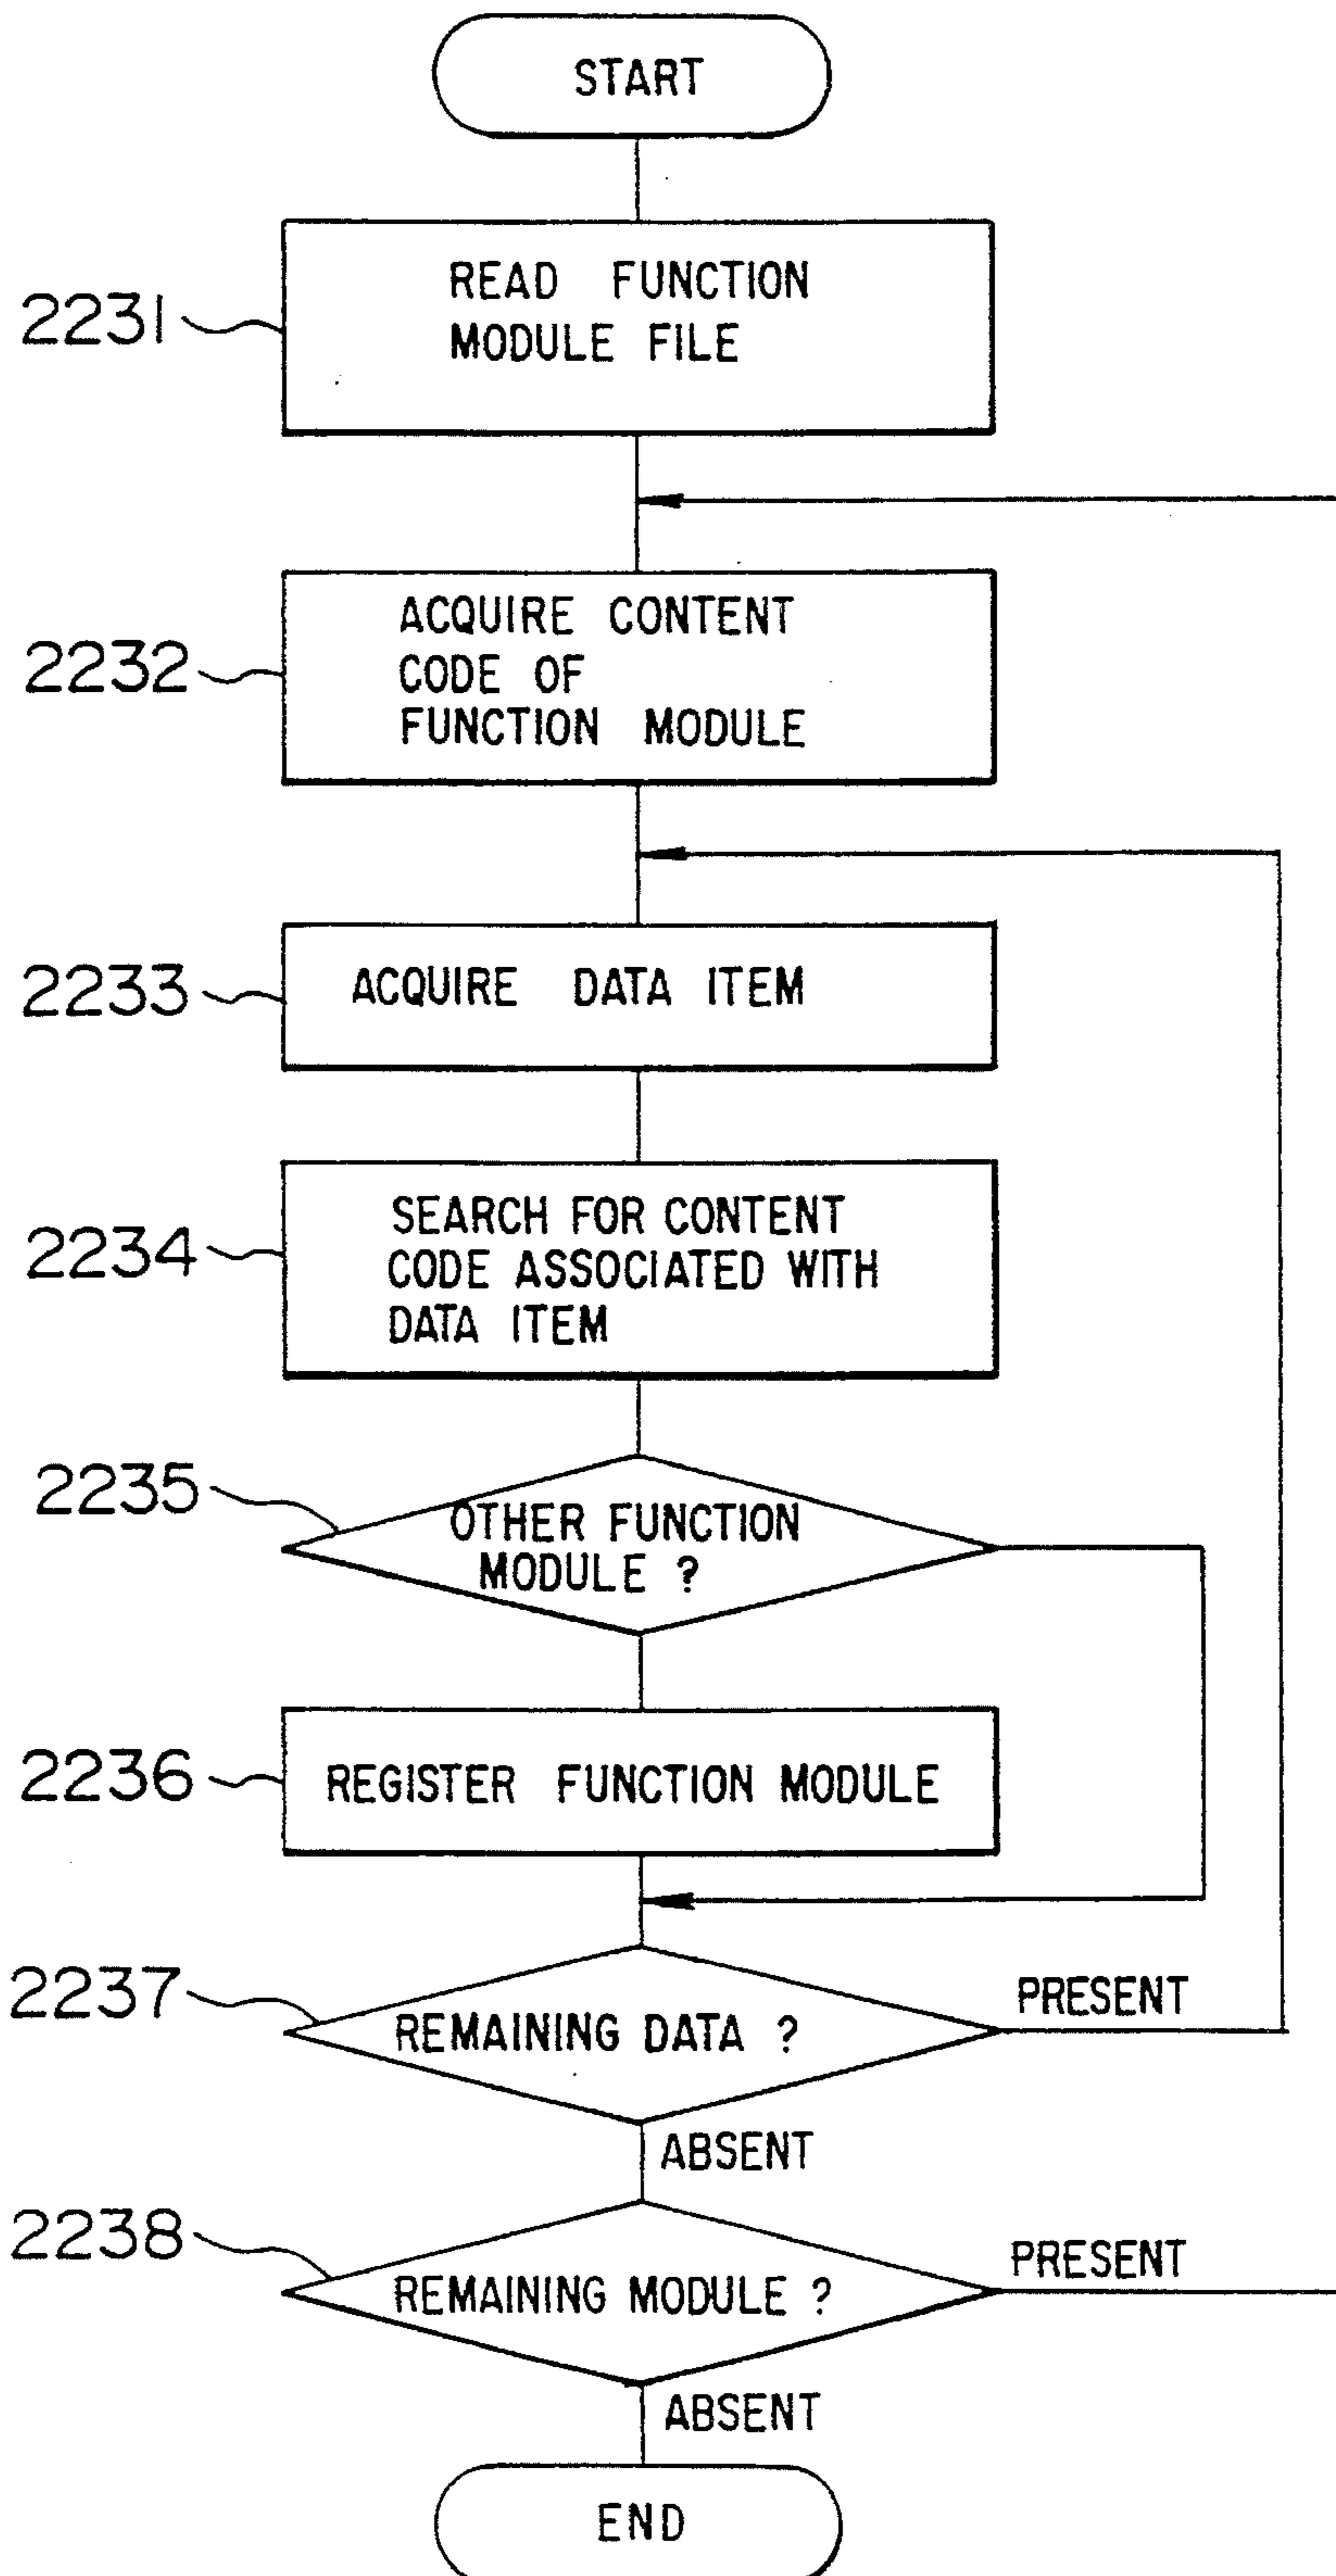 START
2231
READ FUNCTION
MODULE FILE
2232
ACQUIRE CONTENT
CODE OF
FUNCTION MODULE
2233
ACQUIRE DATA ITEM
2234
SEARCH FOR CONTENT
CODE ASSOCIATED WITH
DATA ITEM
2235
OTHER FUNCTION
MODULE ?
2236
REGISTER FUNCTION MODULE
2237
REMAINING DATA ?
PRESENT
ABSENT
2238
REMAINING MODULE ?
PRESENT
ABSENT
END